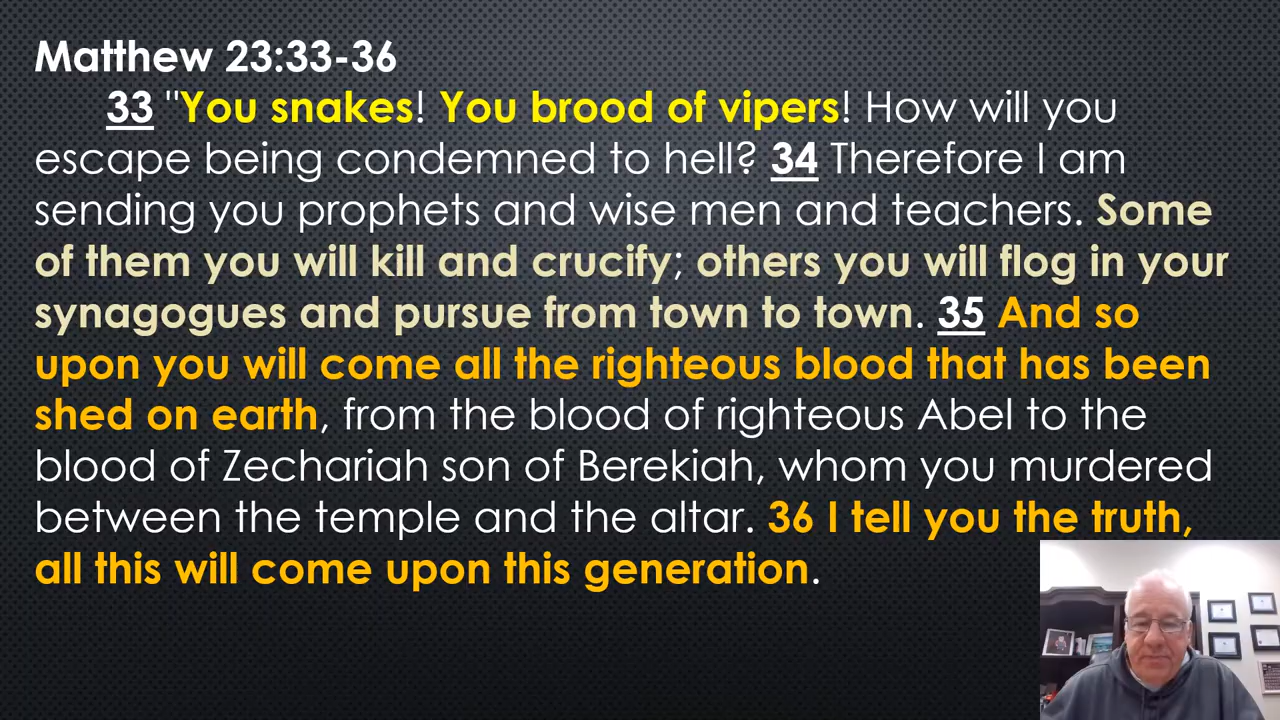 Matthew 23:33-36
33 "You snakes! You brood of vipers! How will you
escape being condemned to hell? 34 Therefore I am
sending you prophets and wise men and teachers. Some
of them you will kill and crucify; others you will flog in your
synagogues and pursue from town to town. 35 And so
upon you will come all the righteous blood that has been
shed on earth, from the blood of righteous Abel to the
blood of Zechariah son of Berekiah, whom you murdered
between the temple and the altar. 36 I tell you the truth,
all this will come upon this generation.